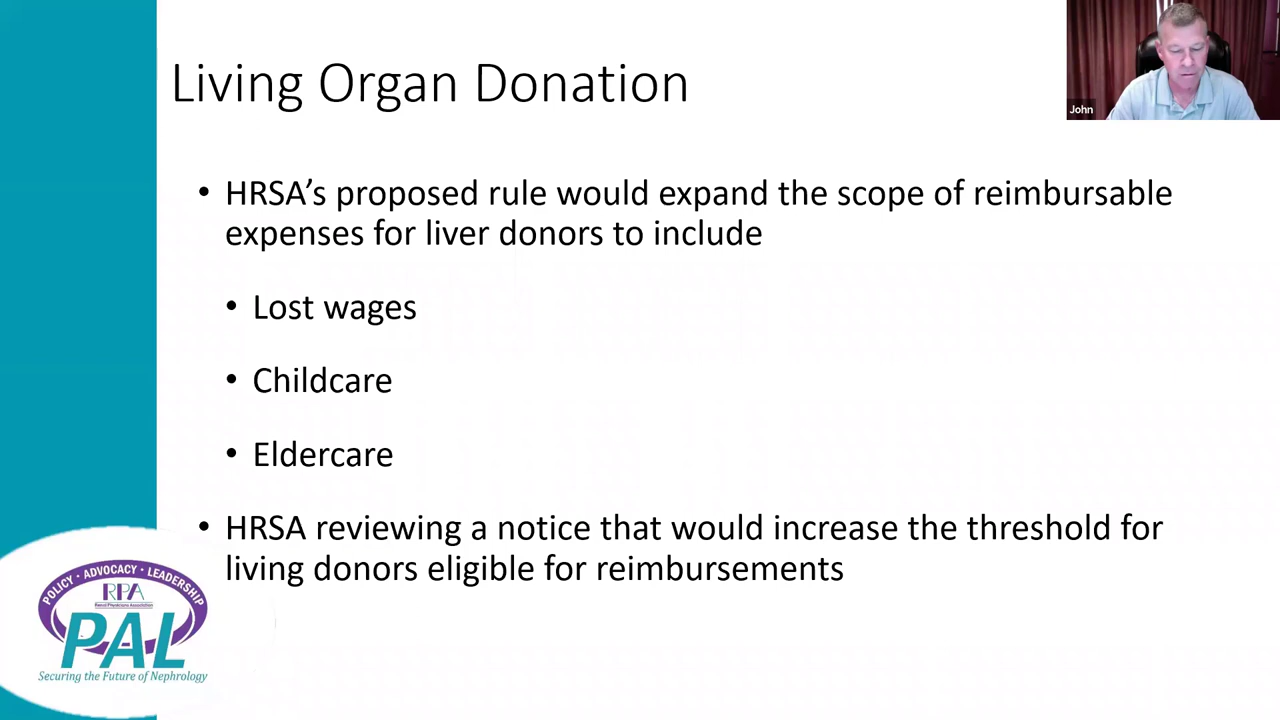 Living Organ Donation
John
• HRSA’s proposed rule would expand the scope of reimbursable
expenses for liver donors to include
• Lost wages
• Childcare
• Eldercare
• HRSA reviewing a notice that would increase the threshold for
living donors eligible for reimbursements
POLICY · ADVOCACY · LEADERSHIP
RPA
Renal Physicians Association
PAL
Securing the Future of Nephrology